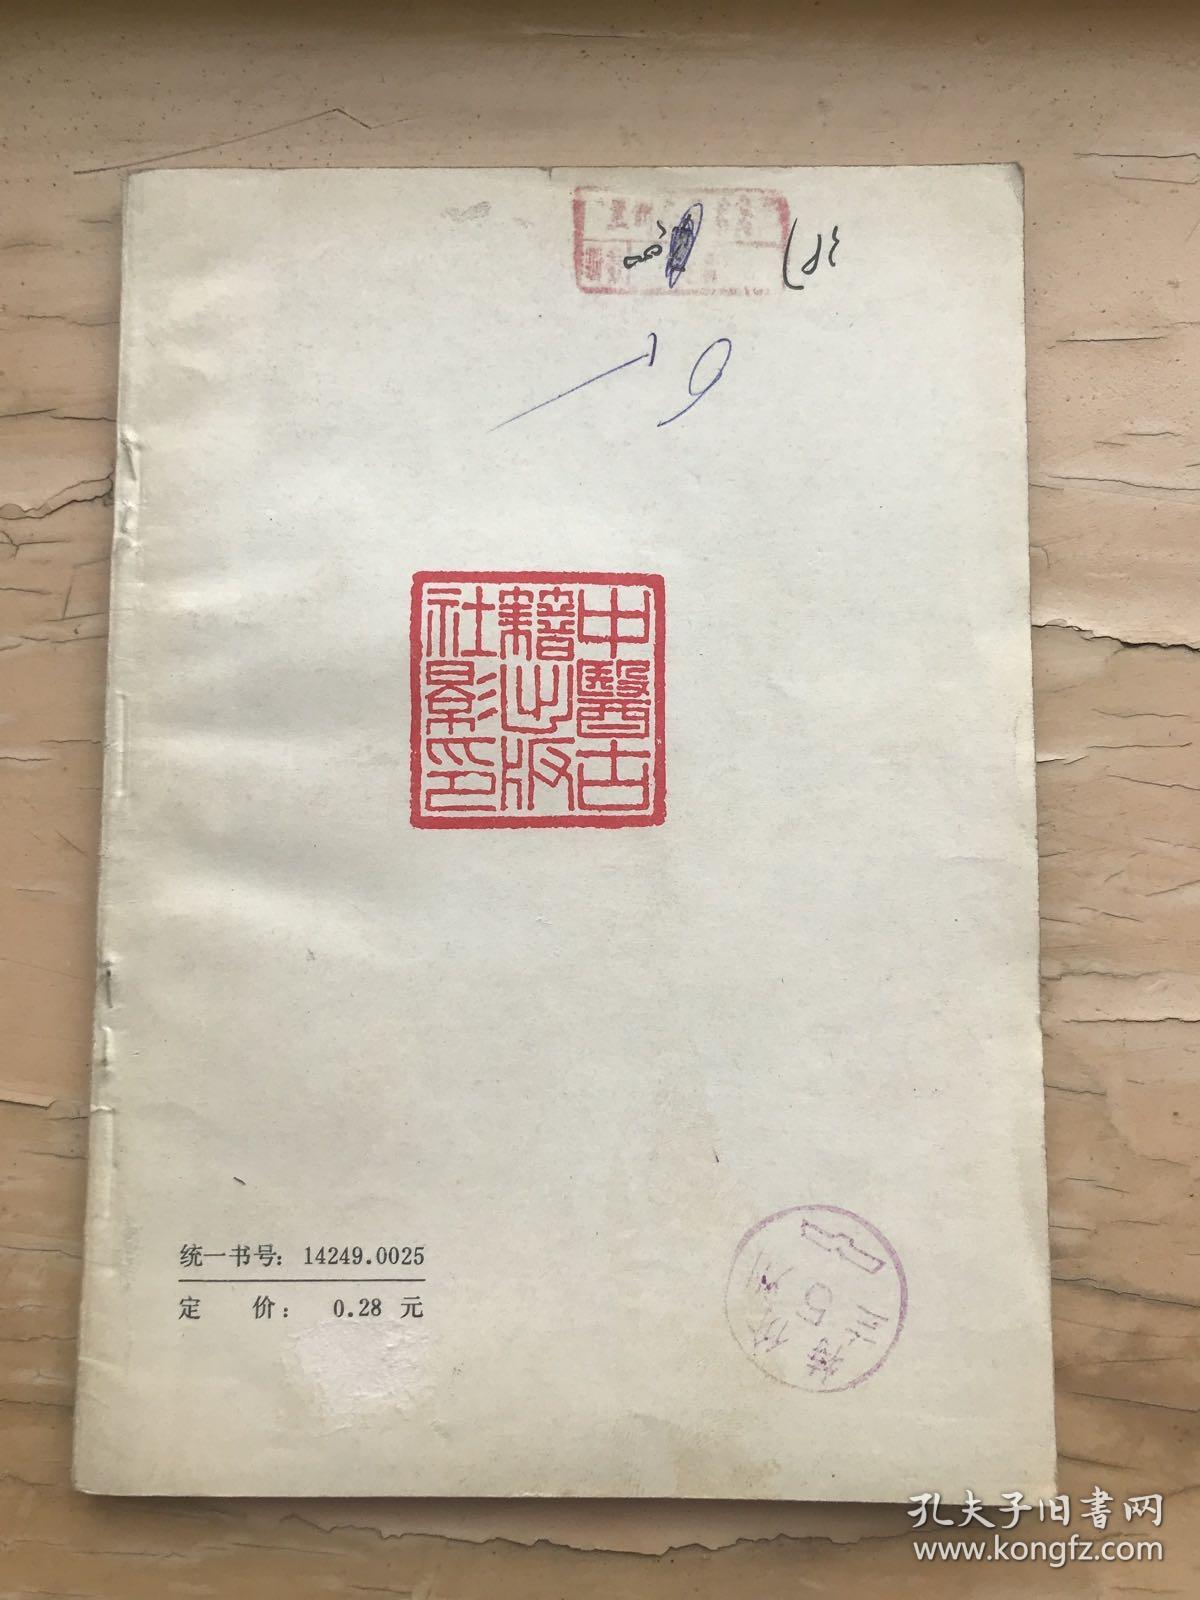 中醫古
籍出版
社影印
统一书号：14249.0025
定 价：0.28 元
孔夫子旧書网
www.kongfz.com